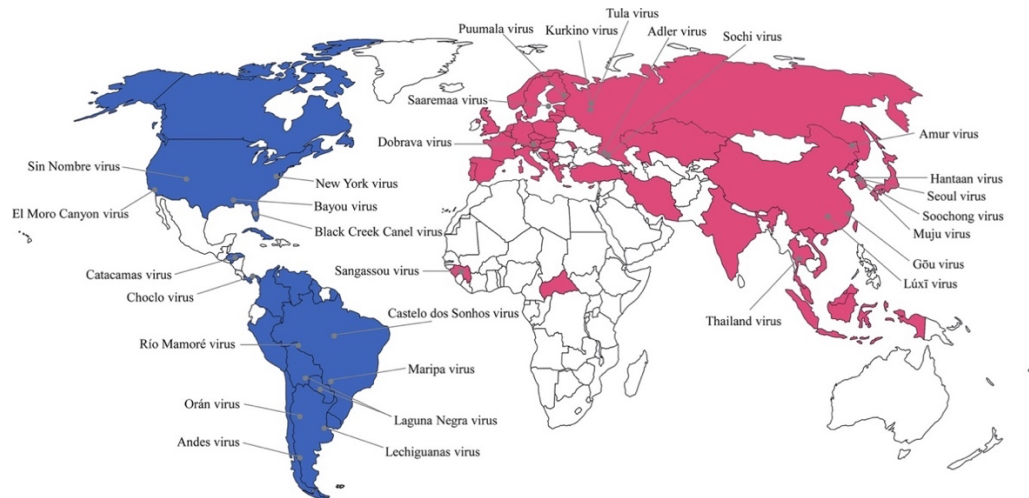 Tula virus
Puumala virus
Kurkino virus
Adler virus
Sochi virus
Saaremaa virus
Dobrava virus
Amur virus
Sin Nombre virus
New York virus
Hantaan virus
Seoul virus
El Moro Canyon virus
Bayou virus
Soochong virus
Black Creek Canel virus
Muju virus
Catacamas virus
Sangassou virus
Gōu virus
Choclo virus
Lúxī virus
Castelo dos Sonhos virus
Thailand virus
Río Mamoré virus
Maripa virus
Orán virus
Laguna Negra virus
Andes virus
Lechiguanas virus